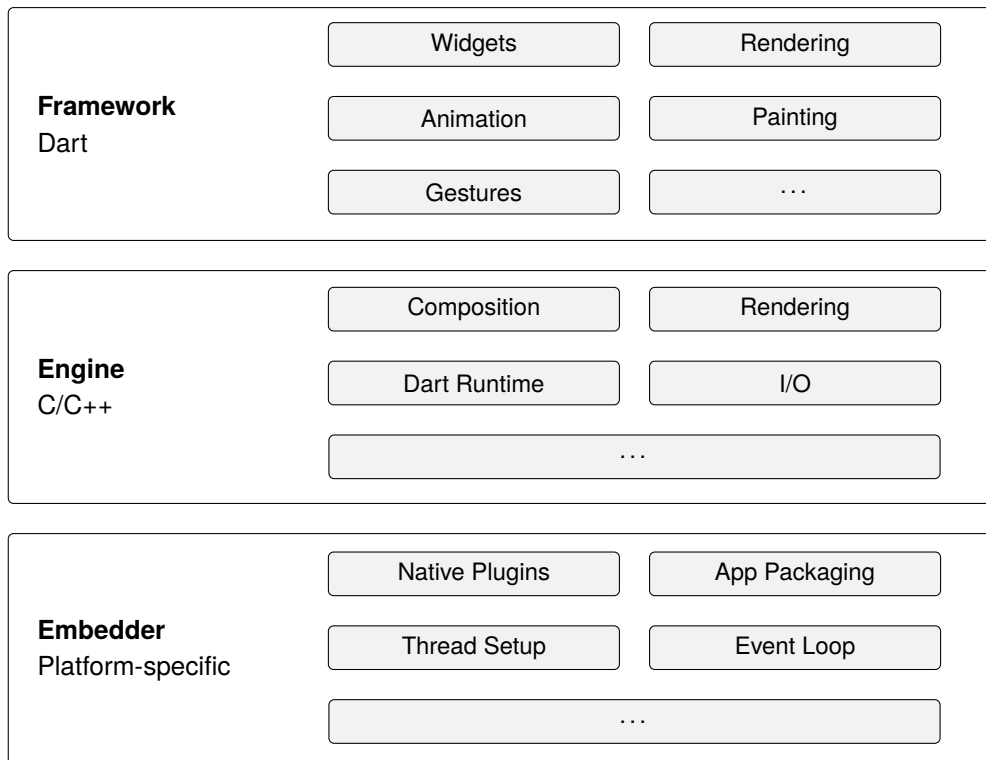 Framework
Dart
Widgets
Rendering
Animation
Painting
Gestures
...
Engine
C/C++
Composition
Rendering
Dart Runtime
I/O
...
Embedder
Platform-specific
Native Plugins
App Packaging
Thread Setup
Event Loop
...